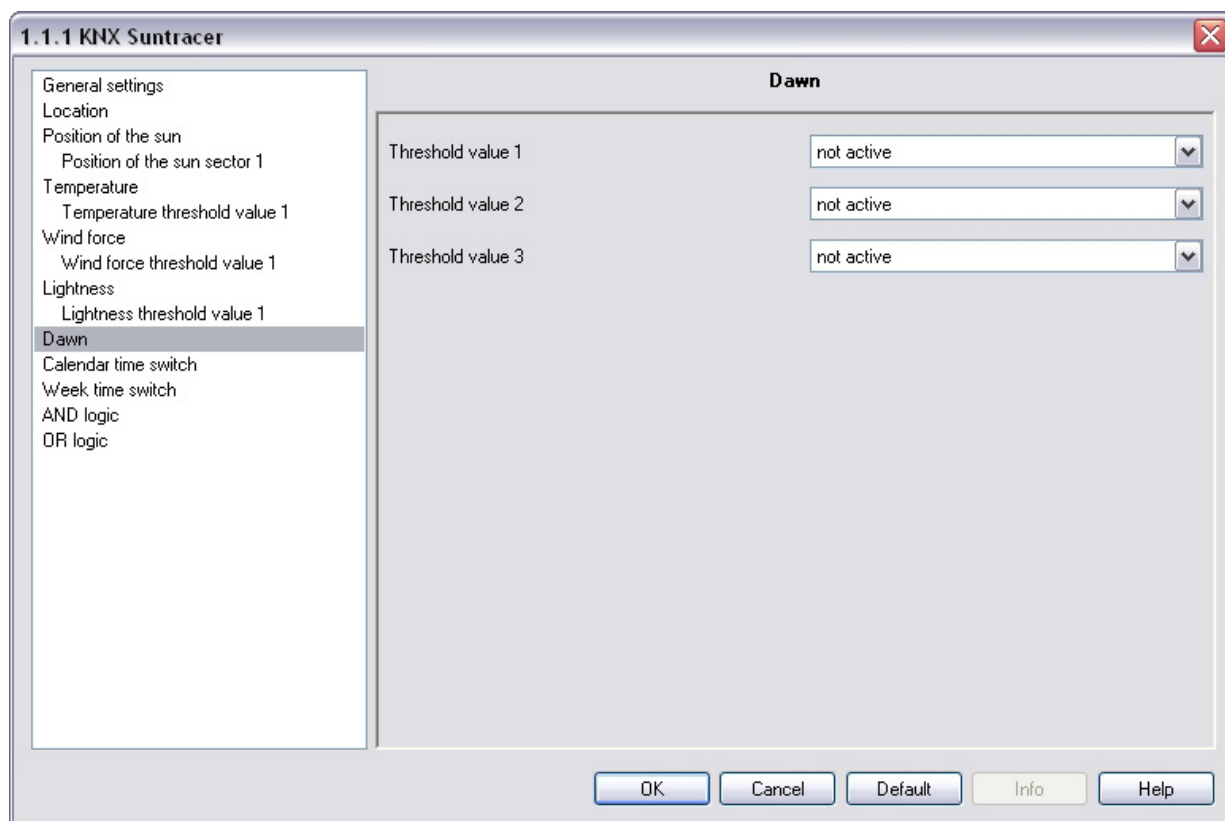 1.1.1 KNX Suntracer
General settings
Location
Position of the sun
Position of the sun sector 1
Temperature
Temperature threshold value 1
Wind force
Wind force threshold value 1
Lightness
Lightness threshold value 1
Dawn
Calendar time switch
Week time switch
AND logic
OR logic
Dawn
Threshold value 1 not active
Threshold value 2 not active
Threshold value 3 not active
OK Cancel Default Info Help